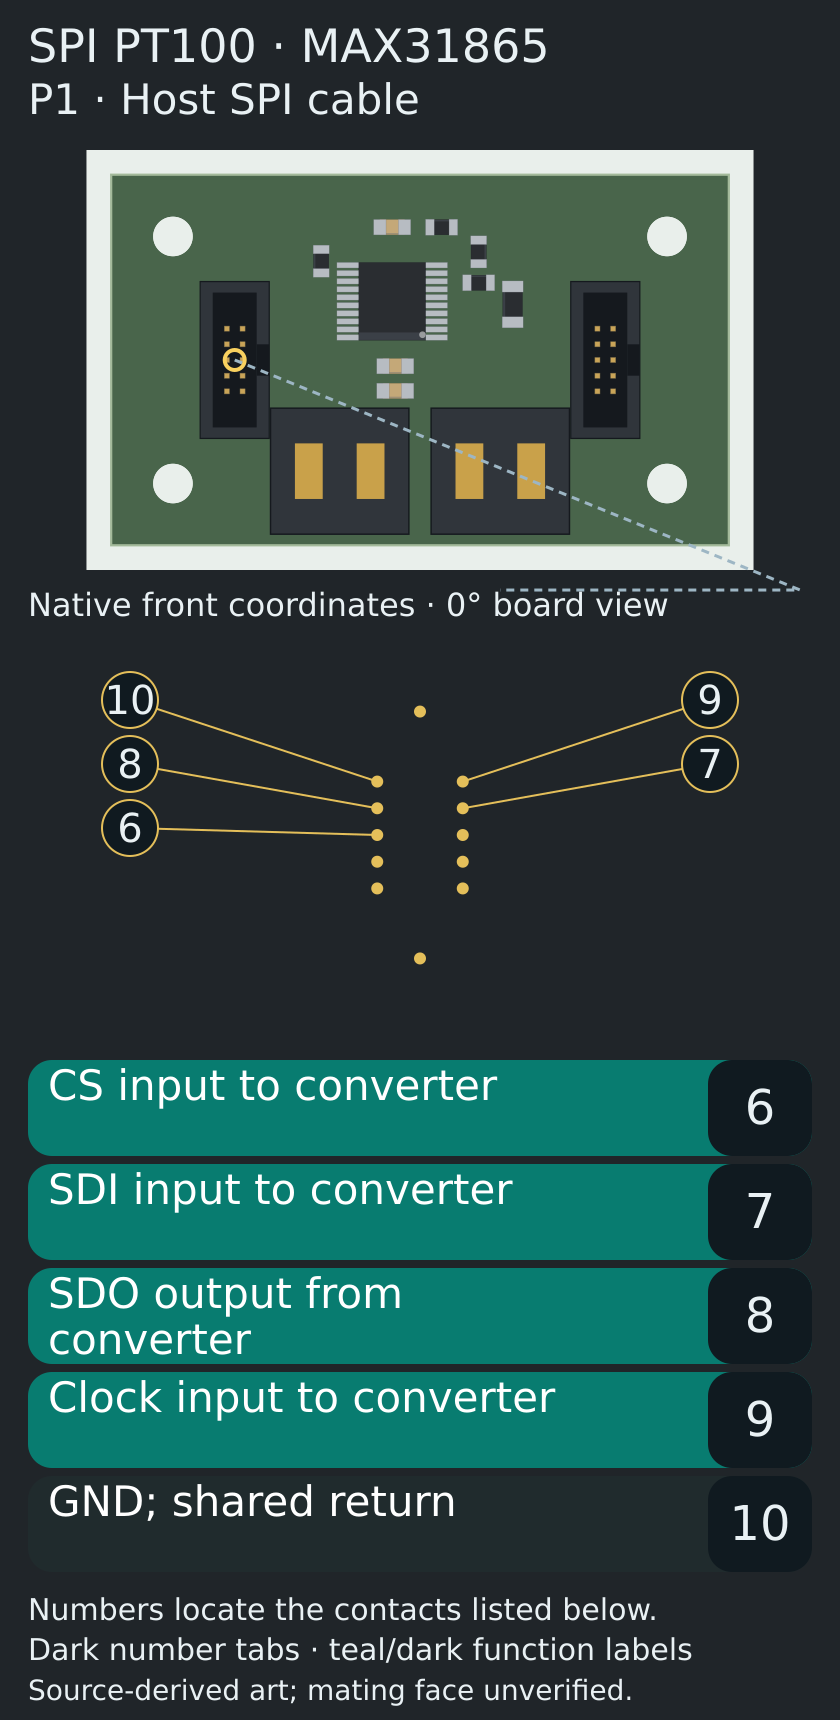 SPI PT100 · MAX31865
P1 · Host SPI cable
Native front coordinates · 0° board view
10
9
8
7
6
CS input to converter
6
SDI input to converter
7
SDO output from
converter
8
Clock input to converter
9
GND; shared return
10
Numbers locate the contacts listed below.
Dark number tabs · teal/dark function labels
Source-derived art; mating face unverified.